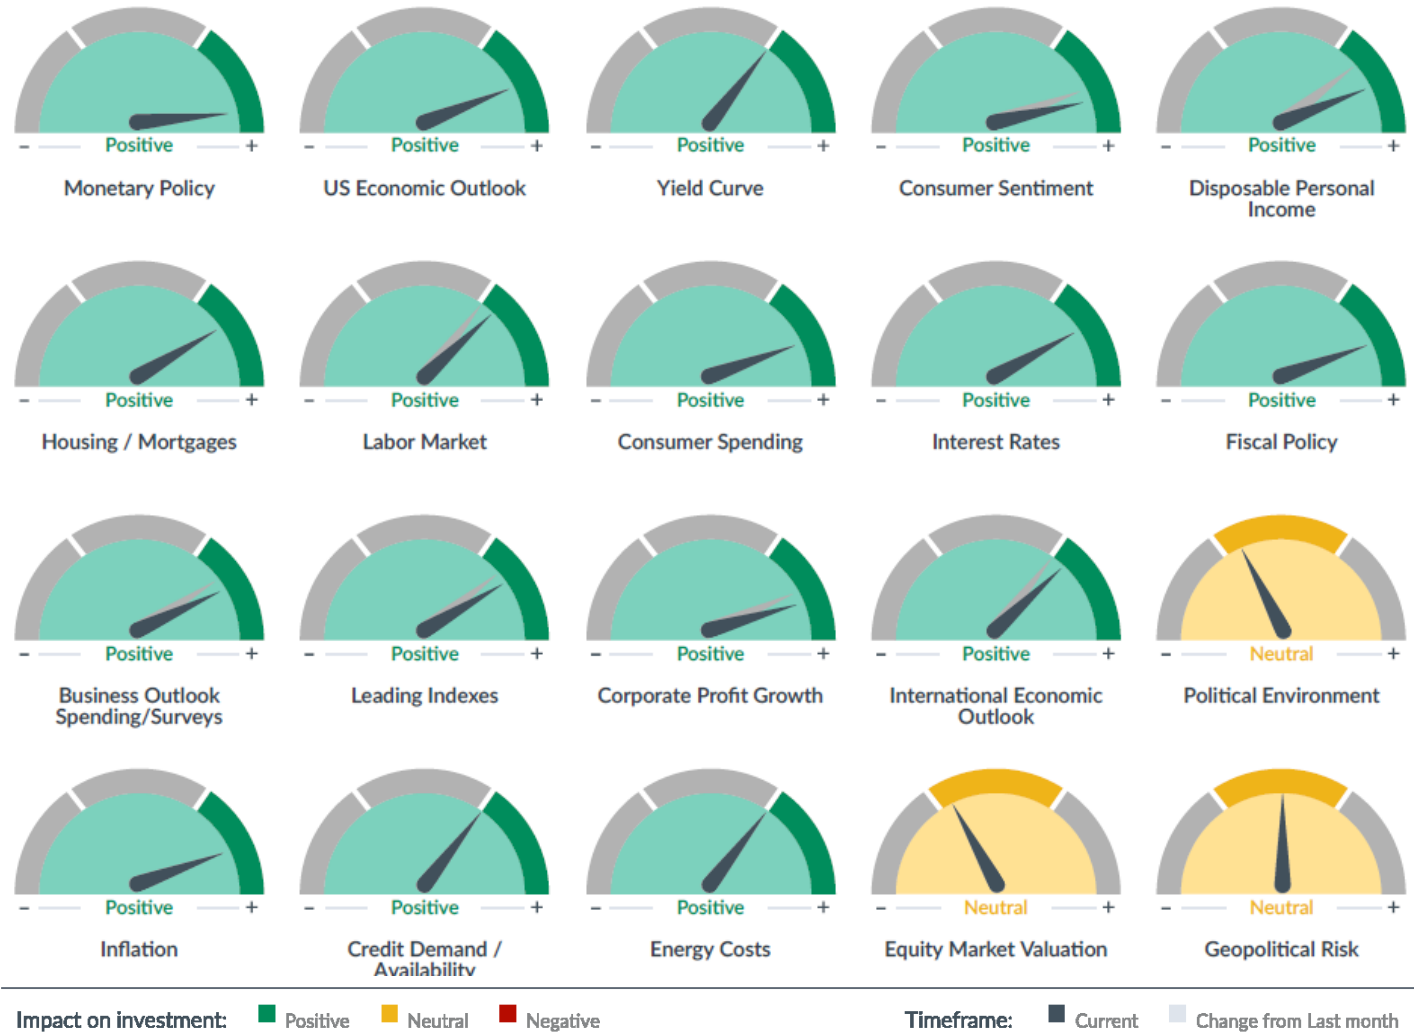 - Positive +
- Positive +
- Positive +
- Positive +
- Positive +
Monetary Policy
US Economic Outlook
Yield Curve
Consumer Sentiment
Disposable Personal
Income
- Positive +
- Positive +
- Positive +
- Positive +
- Positive +
Housing / Mortgages
Labor Market
Consumer Spending
Interest Rates
Fiscal Policy
- Positive +
- Positive +
- Positive +
- Positive +
- Neutral +
Business Outlook
Spending/Surveys
Leading Indexes
Corporate Profit Growth
International Economic
Outlook
Political Environment
- Positive +
- Positive +
- Positive +
- Neutral +
- Neutral +
Inflation
Credit Demand /
Availability
Energy Costs
Equity Market Valuation
Geopolitical Risk
Impact on investment: Positive Neutral Negative
Timeframe: Current Change from Last month